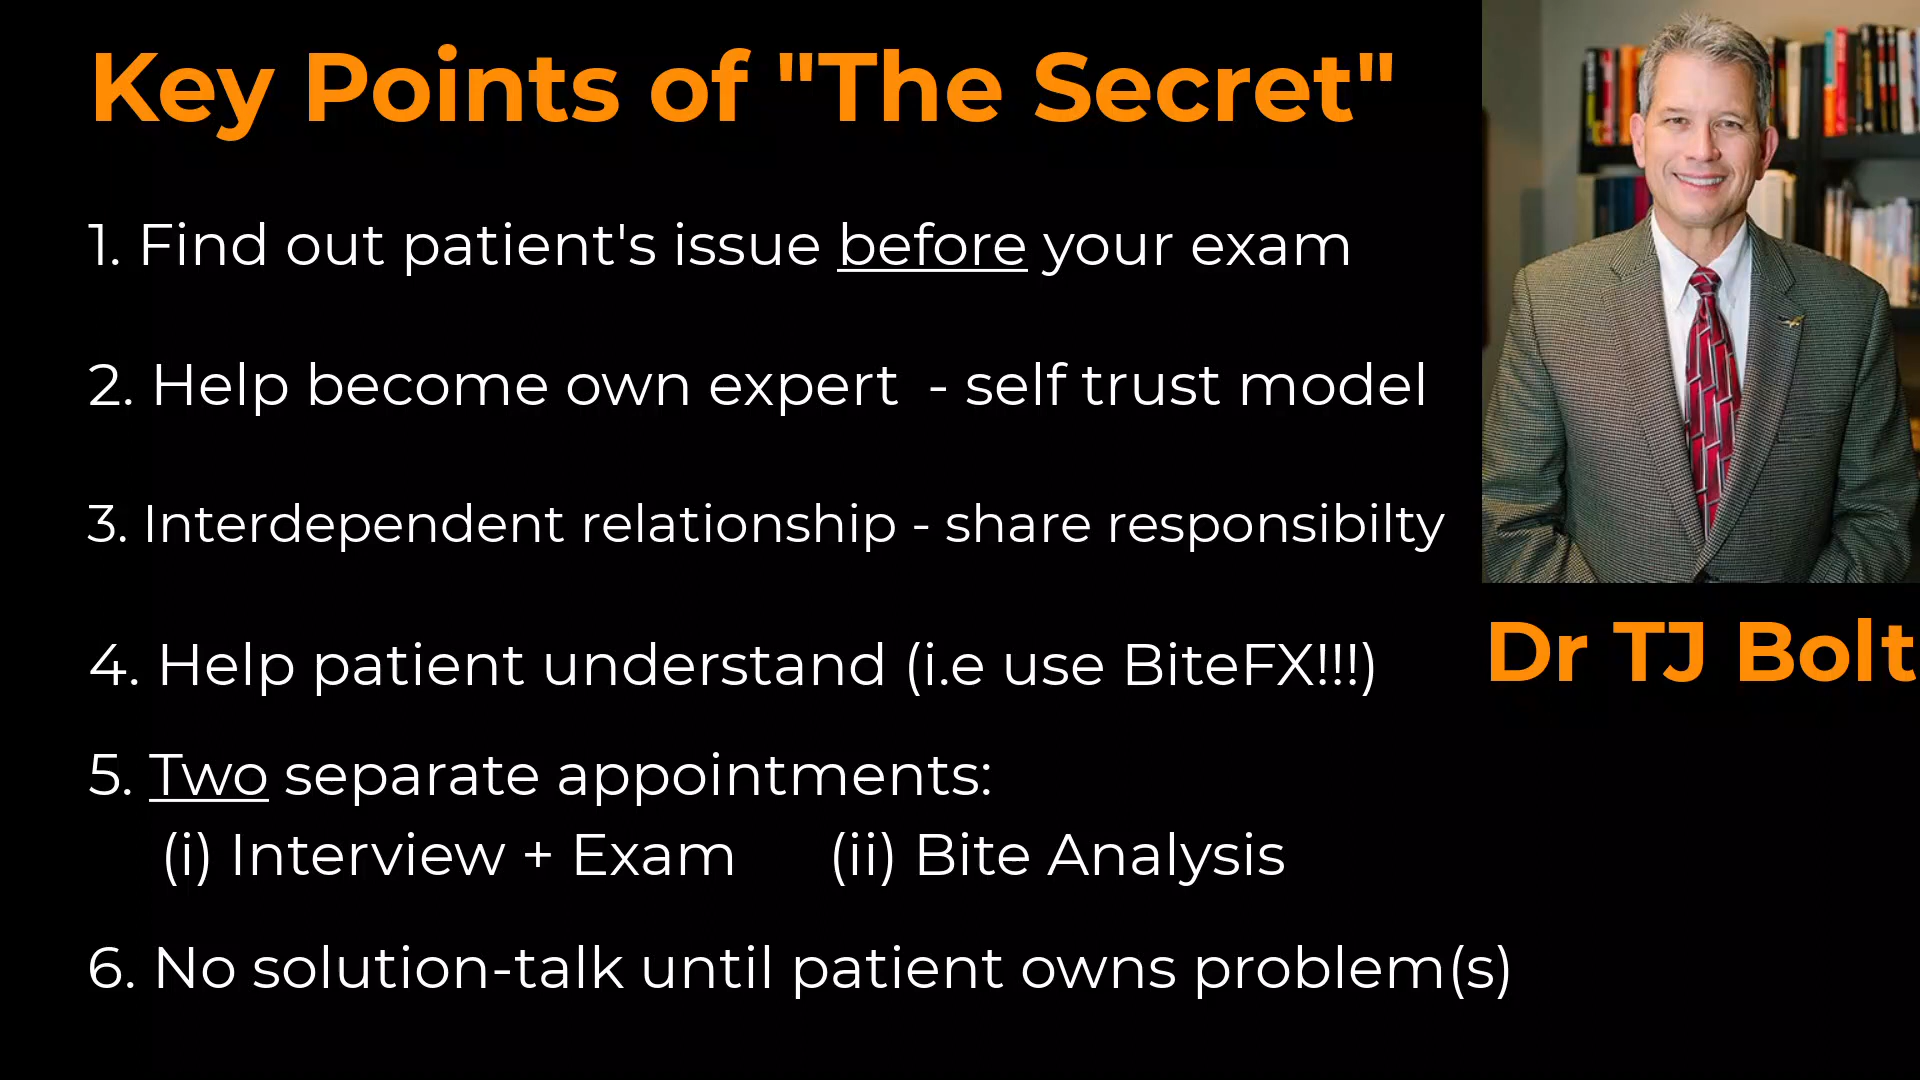 Key Points of "The Secret"
1. Find out patient's issue before your exam
2. Help become own expert - self trust model
3. Interdependent relationship - share responsibilty
4. Help patient understand (i.e use BiteFX!!!)
Dr TJ Bolt
5. Two separate appointments:
(i) Interview + Exam (ii) Bite Analysis
6. No solution-talk until patient owns problem(s)